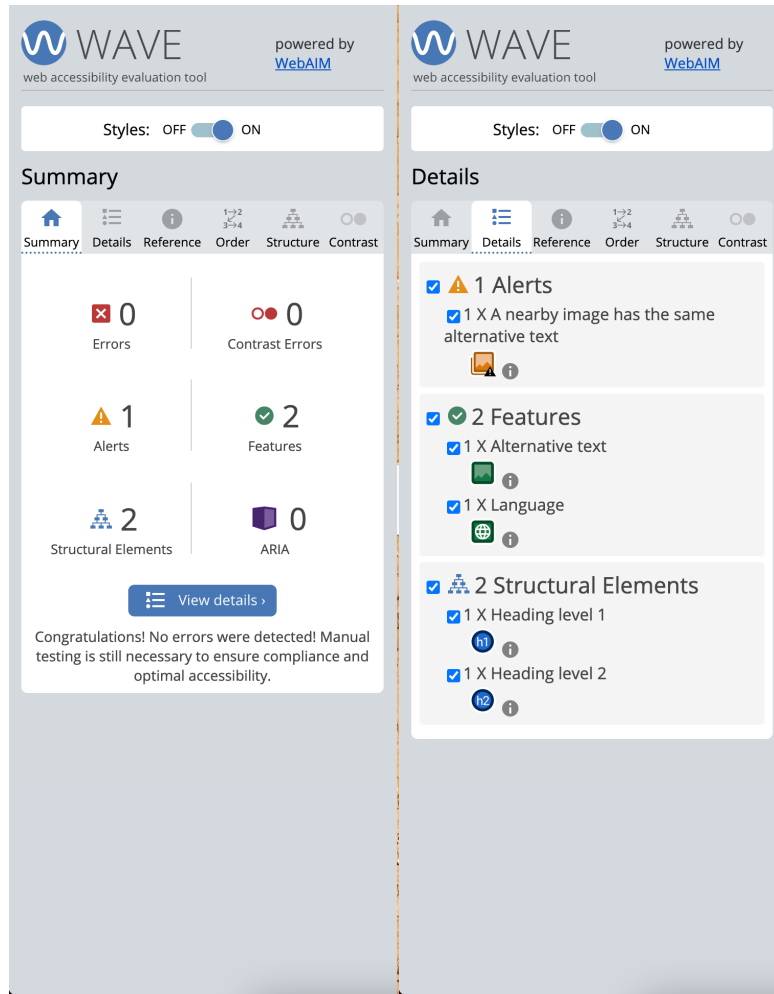 WAVE
powered by
WebAIM
web accessibility evaluation tool
Styles: OFF ON
Summary
Summary Details Reference Order Structure Contrast
0
Errors
0
Contrast Errors
1
Alerts
2
Features
2
Structural Elements
0
ARIA
View details ›
Congratulations! No errors were detected! Manual
testing is still necessary to ensure compliance and
optimal accessibility.
WAVE
powered by
WebAIM
web accessibility evaluation tool
Styles: OFF ON
Details
Summary Details Reference Order Structure Contrast
1 Alerts
1 X A nearby image has the same
alternative text
2 Features
1 X Alternative text
1 X Language
2 Structural Elements
1 X Heading level 1
h1
1 X Heading level 2
h2